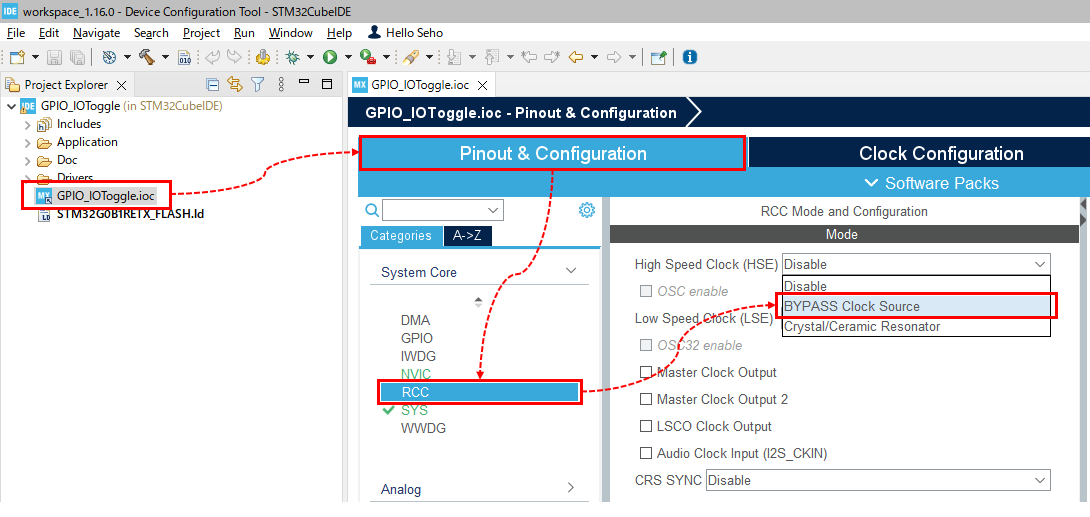 IDE workspace_1.16.0 - Device Configuration Tool - STM32CubeIDE
File Edit Navigate Search Project Run Window Help Hello Seho
010
Project Explorer
MX GPIO_IOToggle.ioc
IDE GPIO_IOToggle (in STM32CubeIDE)
Includes
Application
Doc
Drivers
MX GPIO_IOToggle.ioc
LD STM32G0B1RETX_FLASH.ld
GPIO_IOToggle.ioc - Pinout & Configuration
Pinout & Configuration
Clock Configuration
Software Packs
Categories A->Z
System Core
DMA
GPIO
IWDG
NVIC
RCC
SYS
WWDG
Analog
RCC Mode and Configuration
Mode
High Speed Clock (HSE) Disable
Disable
OSC enable
BYPASS Clock Source
Low Speed Clock (LSE)
Crystal/Ceramic Resonator
OSC32 enable
Master Clock Output
Master Clock Output 2
LSCO Clock Output
Audio Clock Input (I2S_CKIN)
CRS SYNC Disable